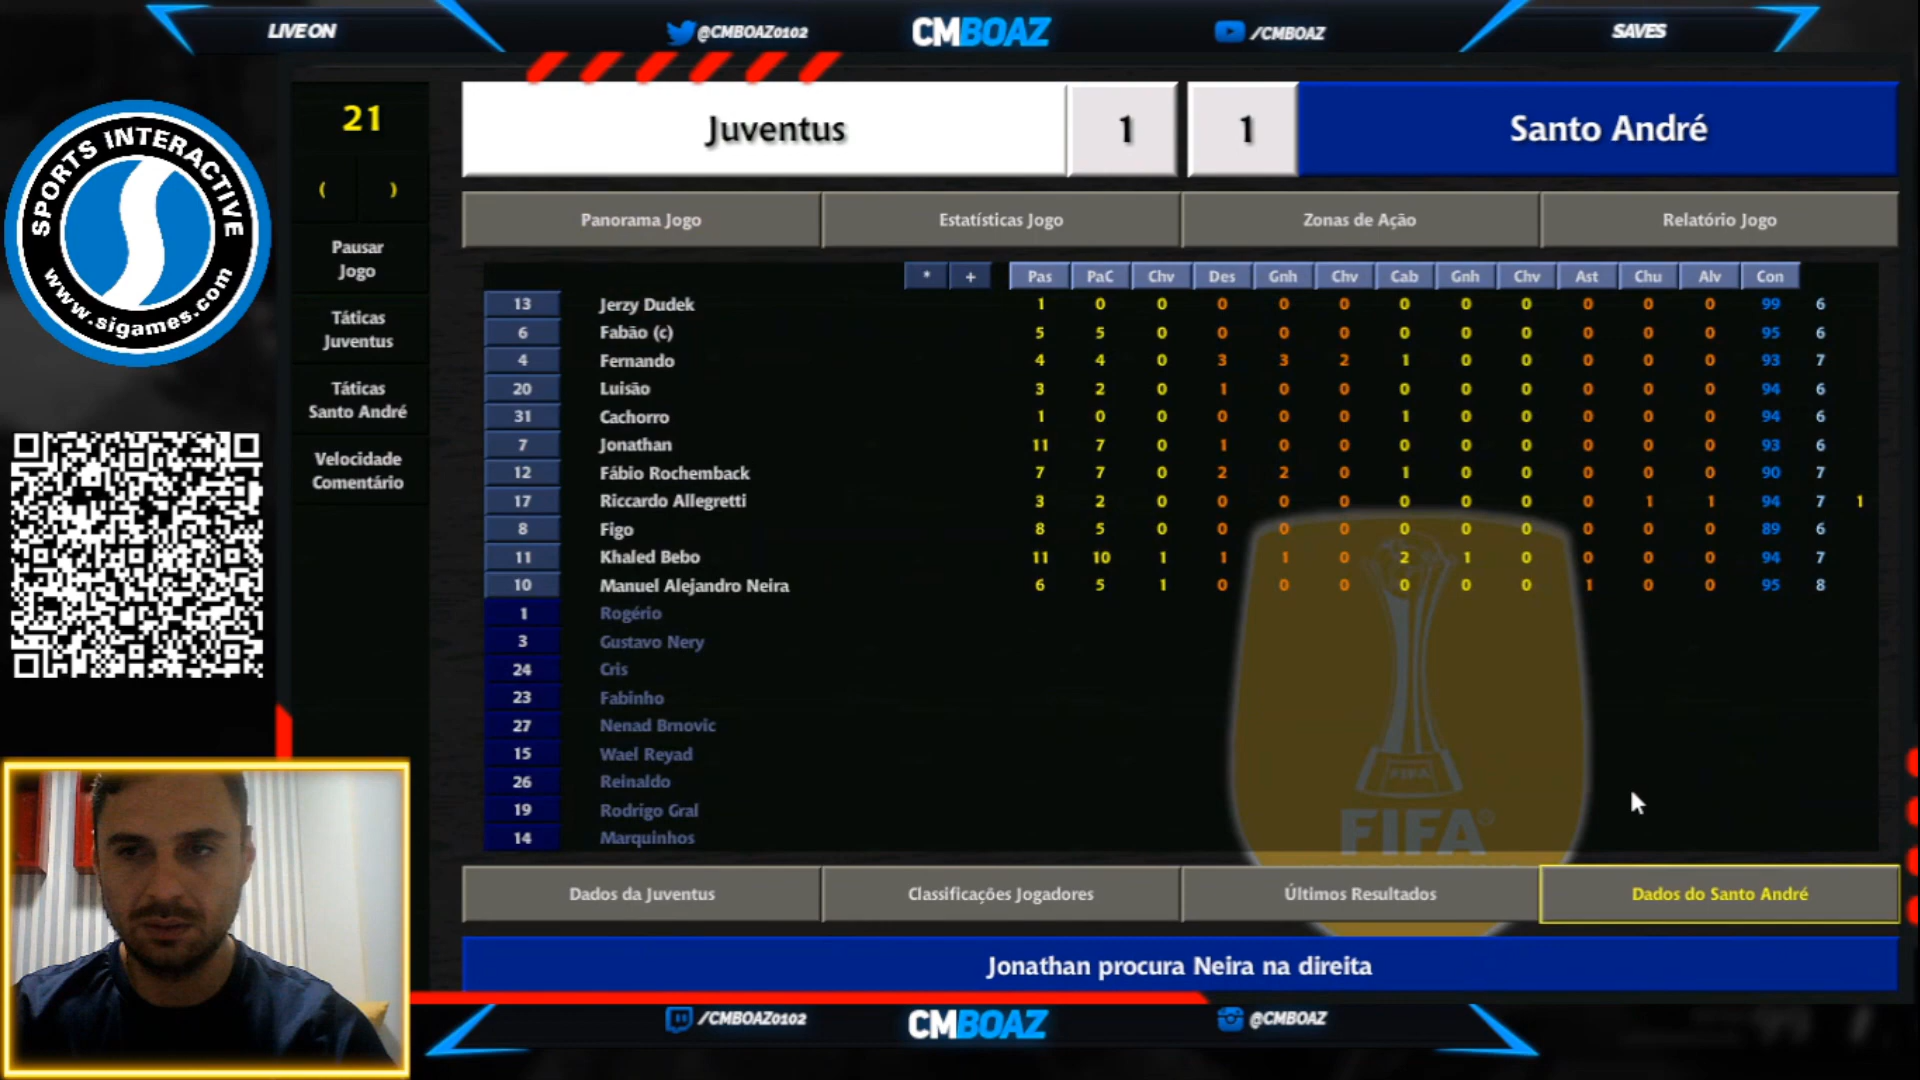 LIVE ON
@CMBOAZ0102
CMBOAZ
/CMBOAZ
SAVES
SPORTS INTERACTIVE
www.sigames.com
21
( )
Pausar
Jogo
Táticas
Juventus
Táticas
Santo André
Velocidade
Comentário
Juventus 1 1 Santo André
Panorama Jogo Estatísticas Jogo Zonas de Ação Relatório Jogo
* + Pas PaC Chv Des Gnh Chv Cab Gnh Chv Ast Chu Alv Con
13 Jerzy Dudek 1 0 0 0 0 0 0 0 0 0 0 0 99 6
6 Fabão (c) 5 5 0 0 0 0 0 0 0 0 0 0 95 6
4 Fernando 4 4 0 3 3 2 1 0 0 0 0 0 93 7
20 Luisão 3 2 0 1 0 0 0 0 0 0 0 0 94 6
31 Cachorro 1 0 0 0 0 0 1 0 0 0 0 0 94 6
7 Jonathan 11 7 0 1 0 0 0 0 0 0 0 0 93 6
12 Fábio Rochemback 7 7 0 2 2 0 1 0 0 0 0 0 90 7
17 Riccardo Allegretti 3 2 0 0 0 0 0 0 0 0 1 1 94 7 1
8 Figo 8 5 0 0 0 0 0 0 0 0 0 0 89 6
11 Khaled Bebo 11 10 1 1 1 0 2 1 0 0 0 0 94 7
10 Manuel Alejandro Neira 6 5 1 0 0 0 0 0 0 1 0 0 95 8
1 Rogério
3 Gustavo Nery
24 Cris
23 Fabinho
27 Nenad Brnovic
15 Wael Reyad
26 Reinaldo
19 Rodrigo Gral
14 Marquinhos
FIFA
FIFA®
Dados da Juventus Classificações Jogadores Últimos Resultados Dados do Santo André
Jonathan procura Neira na direita
/CMBOAZ0102
CMBOAZ
@CMBOAZ